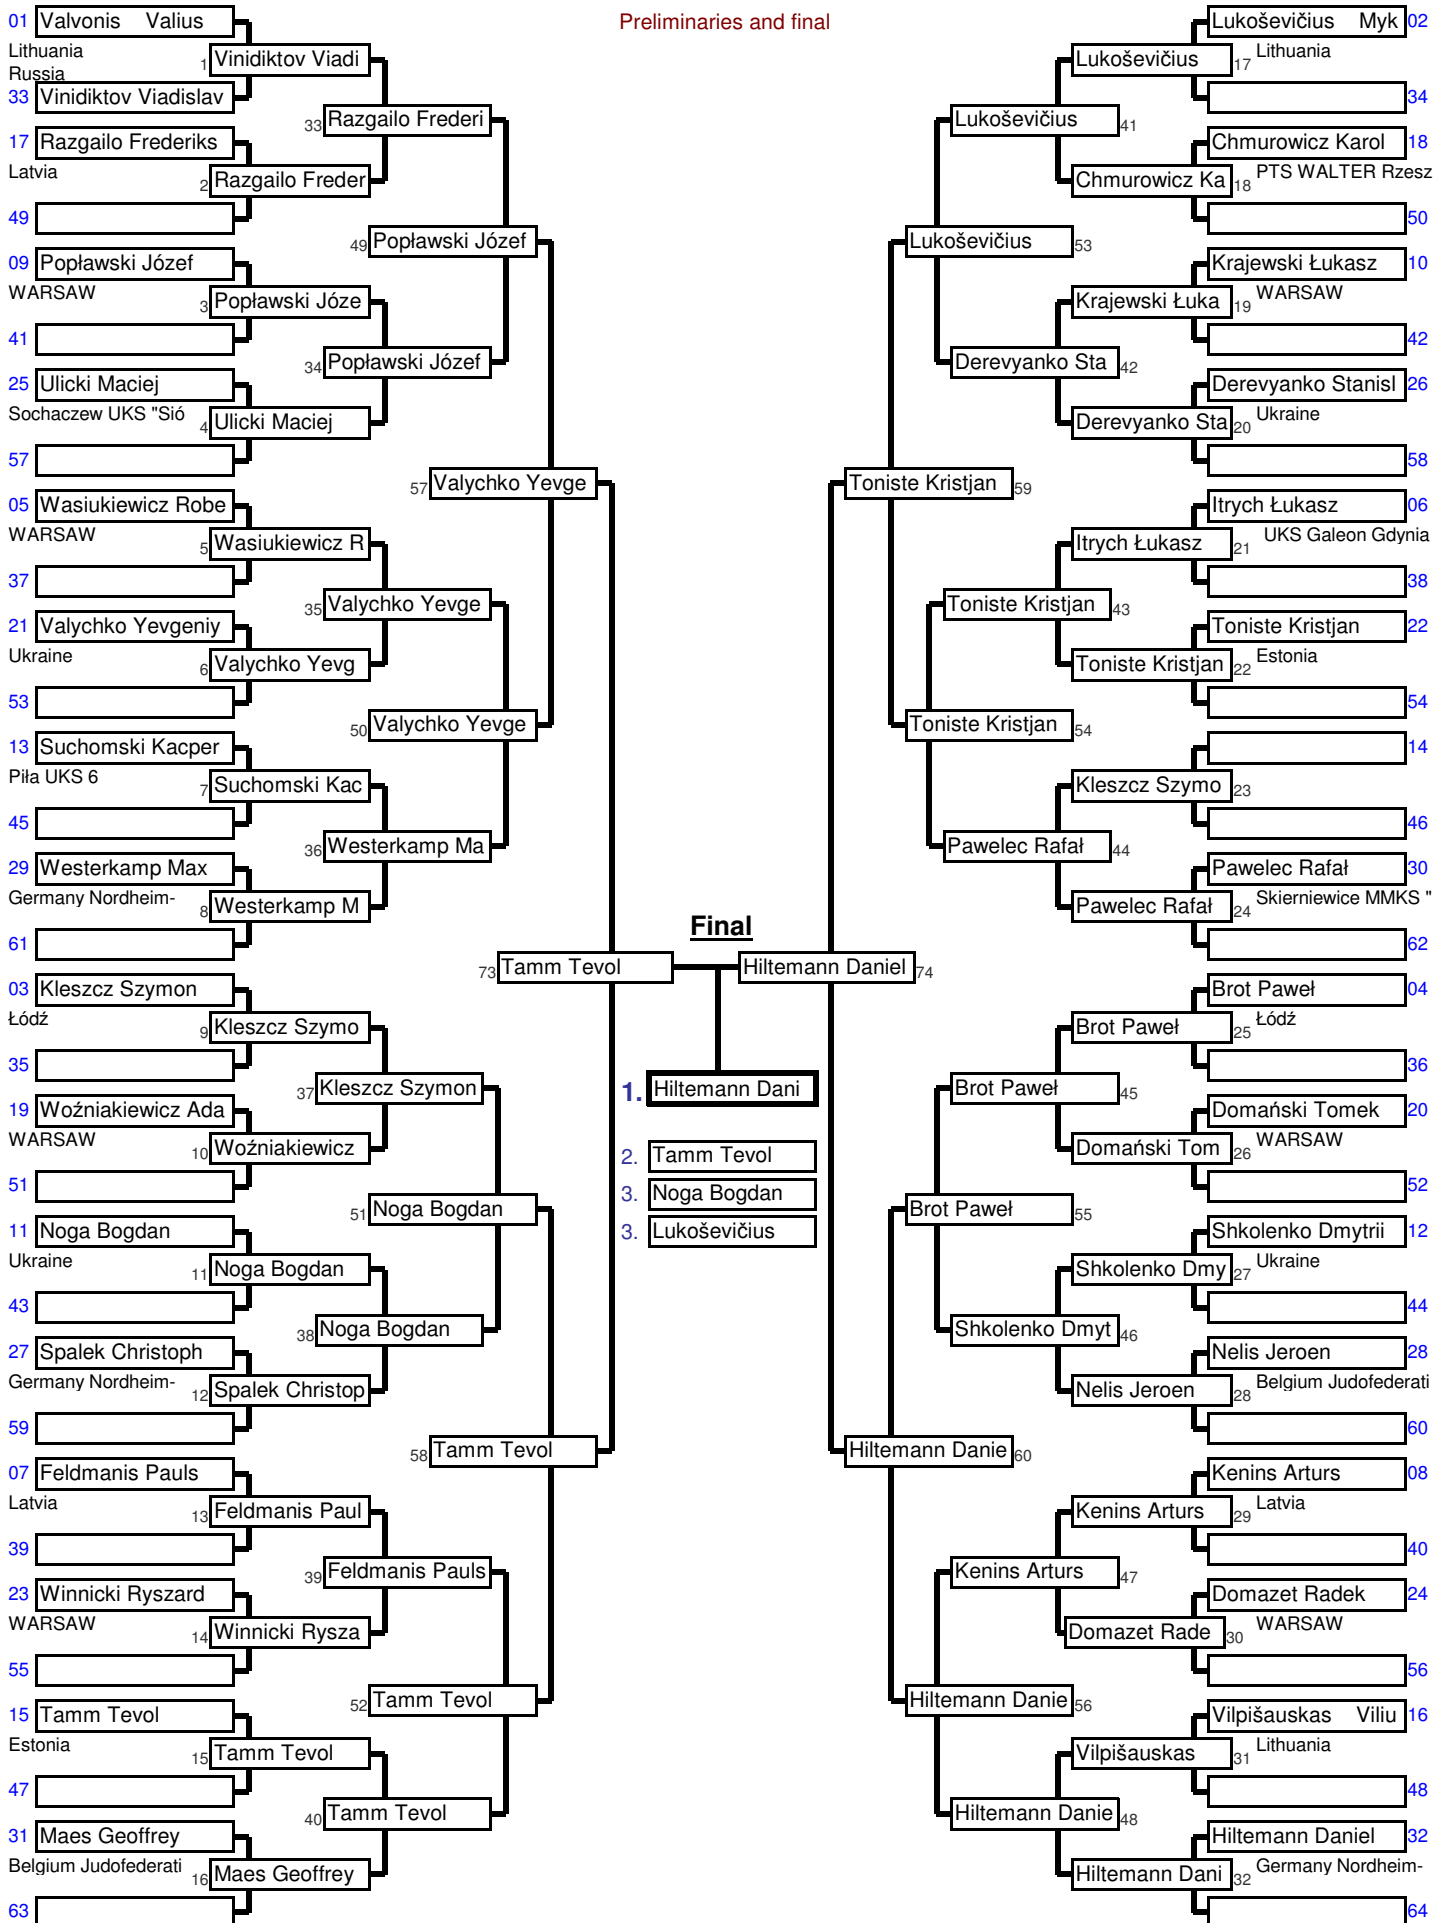 Preliminaries and final
01 Valvonis Valius
Lithuania
1 Vinidiktov Viadi
Russia
33 Vinidiktov Viadislav
33 Razgailo Frederi
17 Razgailo Frederiks
Latvia
2 Razgailo Freder
49
49 Popławski Józef
09 Popławski Józef
WARSAW
3 Popławski Józe
41
34 Popławski Józef
25 Ulicki Maciej
Sochaczew UKS "Sió
4 Ulicki Maciej
57
57 Valychko Yevge
05 Wasiukiewicz Robe
WARSAW
5 Wasiukiewicz R
37
35 Valychko Yevge
21 Valychko Yevgeniy
Ukraine
6 Valychko Yevg
53
50 Valychko Yevge
13 Suchomski Kacper
Piła UKS 6
7 Suchomski Kac
45
36 Westerkamp Ma
29 Westerkamp Max
Germany Nordheim-
8 Westerkamp M
61
73 Tamm Tevol
03 Kleszcz Szymon
Łódź
9 Kleszcz Szymo
35
37 Kleszcz Szymon
19 Woźniakiewicz Ada
WARSAW
10 Woźniakiewicz
51
51 Noga Bogdan
11 Noga Bogdan
Ukraine
11 Noga Bogdan
43
38 Noga Bogdan
27 Spalek Christoph
Germany Nordheim-
12 Spalek Christop
59
58 Tamm Tevol
07 Feldmanis Pauls
Latvia
13 Feldmanis Paul
39
39 Feldmanis Pauls
23 Winnicki Ryszard
WARSAW
14 Winnicki Rysza
55
52 Tamm Tevol
15 Tamm Tevol
Estonia
15 Tamm Tevol
47
40 Tamm Tevol
31 Maes Geoffrey
Belgium Judofederati
16 Maes Geoffrey
63
Final
1. Hiltemann Dani
2. Tamm Tevol
3. Noga Bogdan
3. Lukoševičius
Lukoševičius Myk 02
Lukoševičius 17
Lithuania
34
Lukoševičius 41
Chmurowicz Karol 18
Chmurowicz Ka 18
PTS WALTER Rzesz
50
Lukoševičius 53
Krajewski Łukasz 10
Krajewski Łuka 19
WARSAW
42
Derevyanko Sta 42
Derevyanko Stanisl 26
Derevyanko Sta 20
Ukraine
58
Toniste Kristjan 59
Itrych Łukasz 06
Itrych Łukasz 21
UKS Galeon Gdynia
38
Toniste Kristjan 43
Toniste Kristjan 22
Toniste Kristjan 22
Estonia
54
Toniste Kristjan 54
14
Kleszcz Szymo 23
46
Pawelec Rafał 44
Pawelec Rafał 30
Pawelec Rafał 24
Skierniewice MMKS "
62
Hiltemann Daniel 74
Brot Paweł 04
Brot Paweł 25
Łódź
36
Brot Paweł 45
Domański Tomek 20
Domański Tom 26
WARSAW
52
Brot Paweł 55
Shkolenko Dmytrii 12
Shkolenko Dmy 27
Ukraine
44
Shkolenko Dmyt 46
Nelis Jeroen 28
Nelis Jeroen 28
Belgium Judofederati
60
Hiltemann Danie 60
Kenins Arturs 08
Kenins Arturs 29
Latvia
40
Kenins Arturs 47
Domazet Radek 24
Domazet Rade 30
WARSAW
56
Hiltemann Danie 56
Vilpišauskas Viliu 16
Vilpišauskas 31
Lithuania
48
Hiltemann Danie 48
Hiltemann Daniel 32
Hiltemann Dani 32
Germany Nordheim-
64